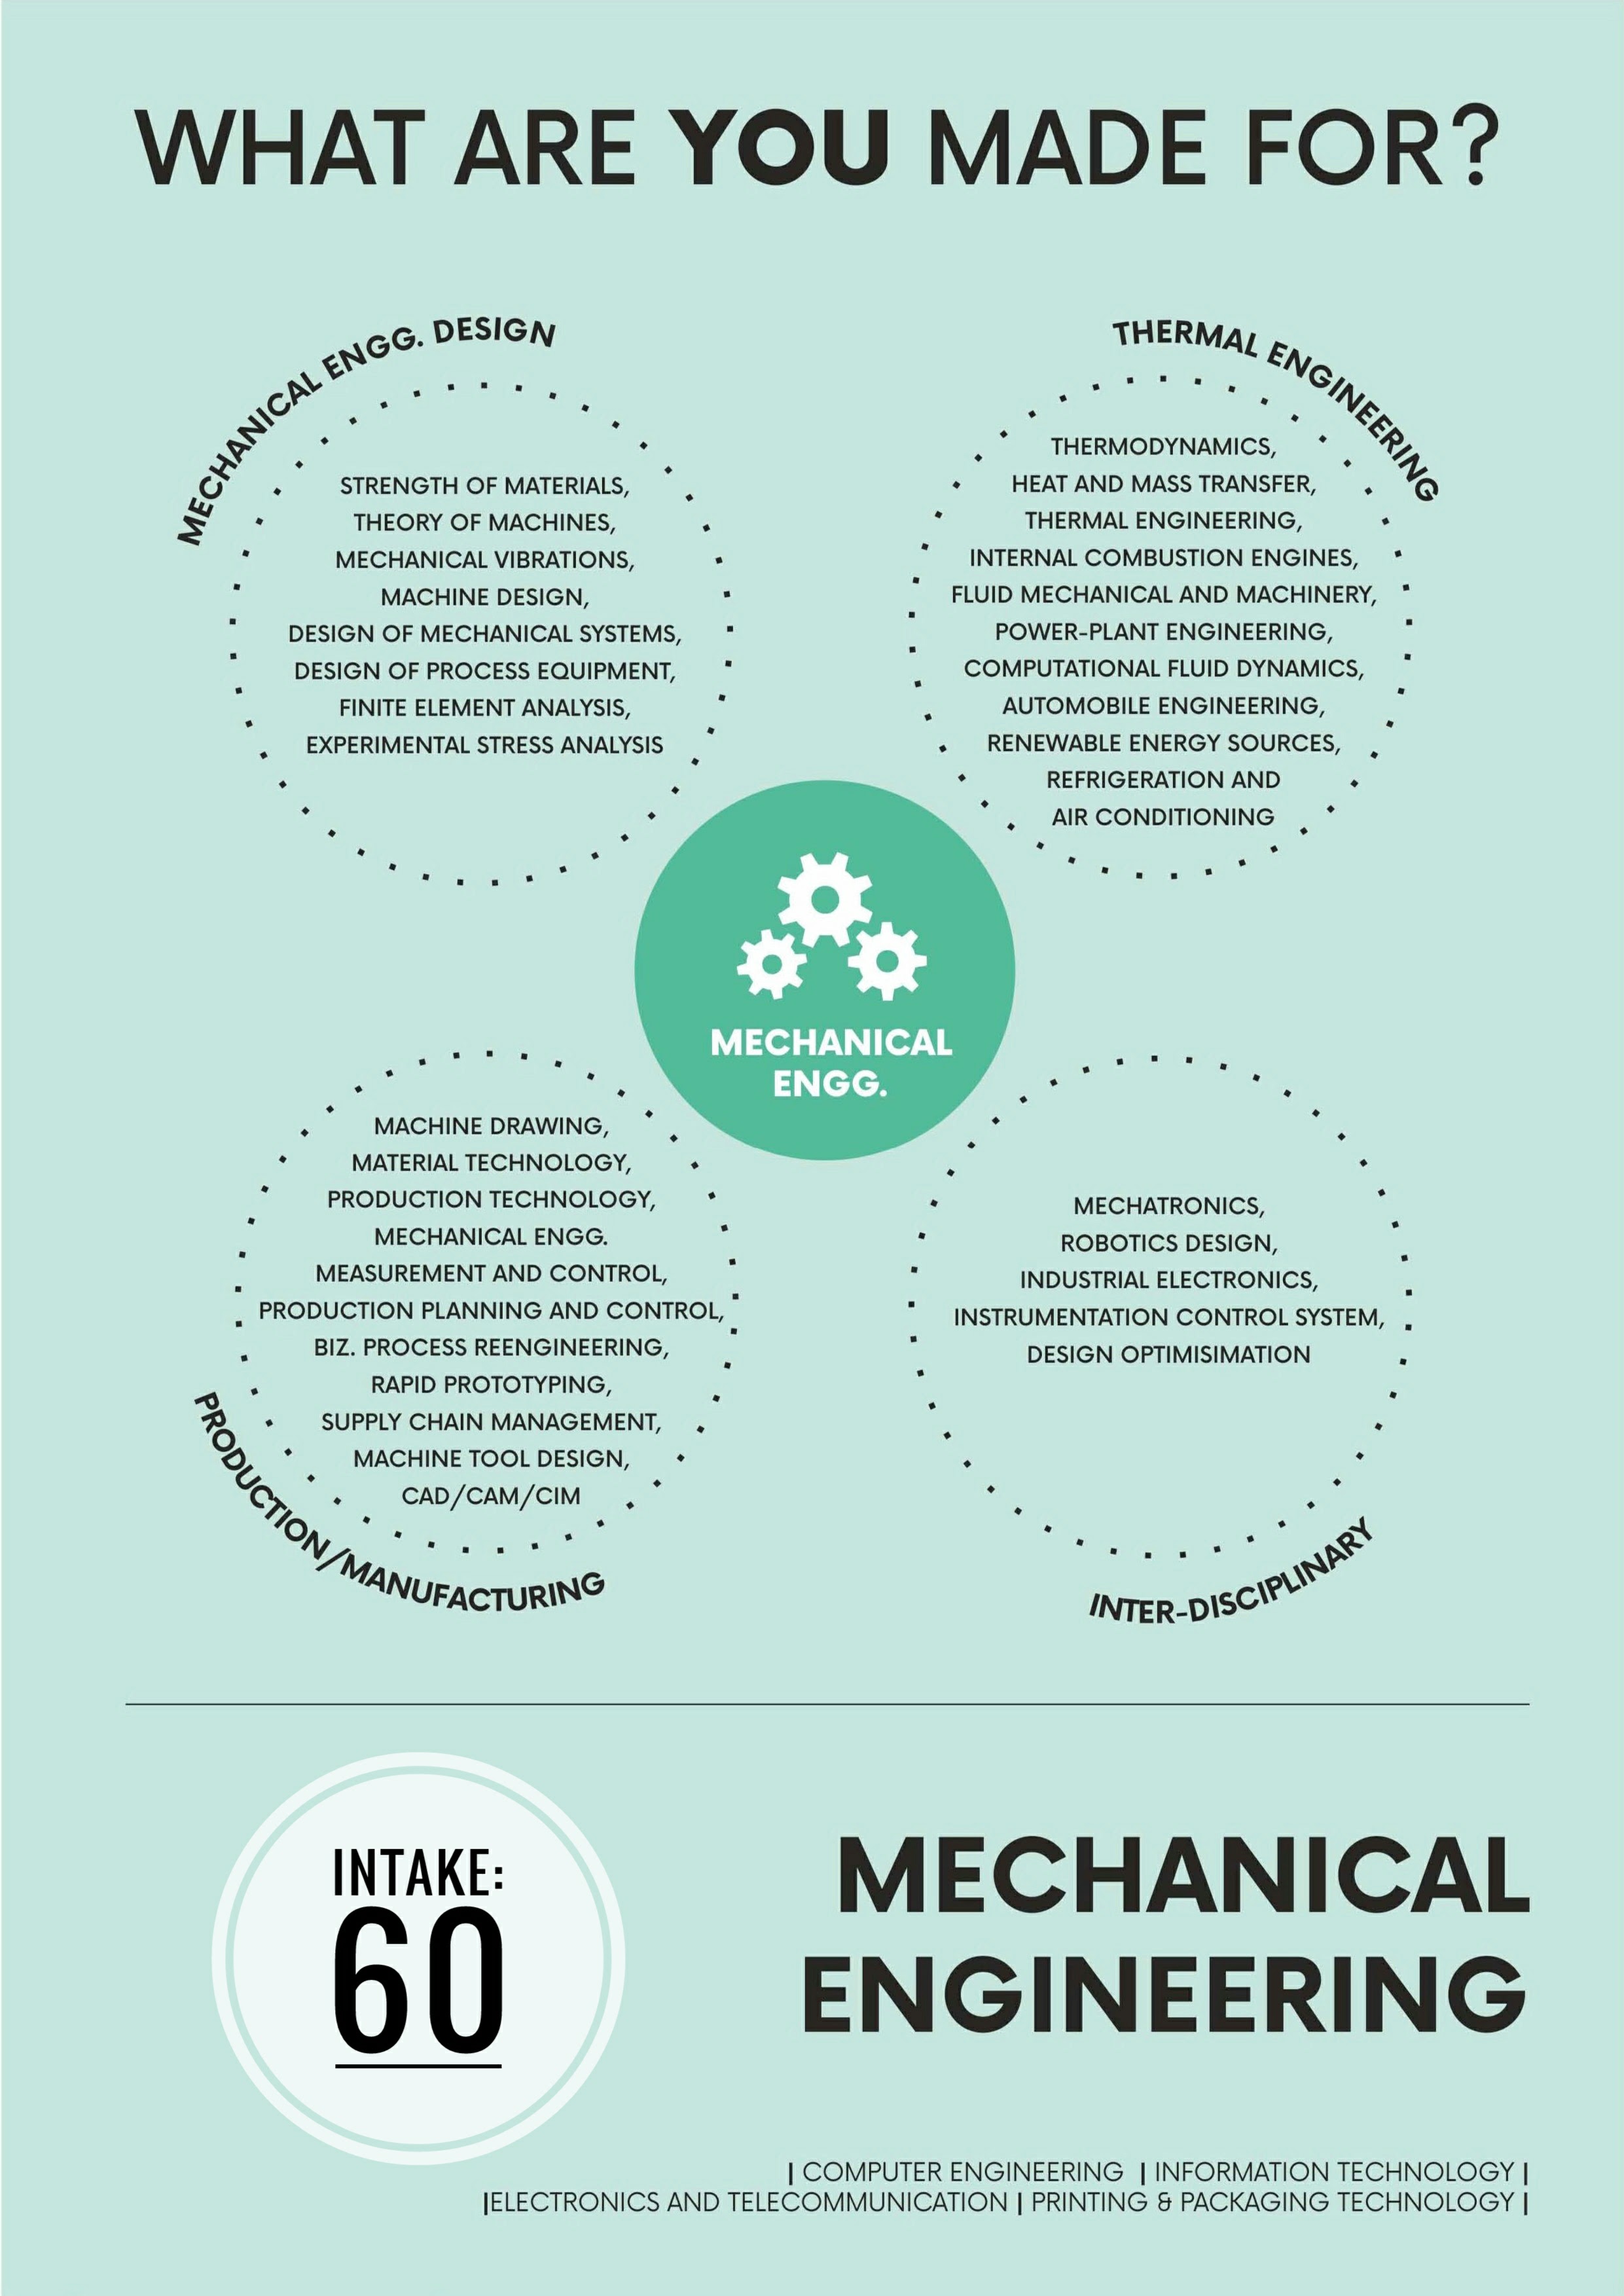 WHAT ARE YOU MADE FOR?
MECHANICAL ENGG. DESIGN
STRENGTH OF MATERIALS,
THEORY OF MACHINES,
MECHANICAL VIBRATIONS,
MACHINE DESIGN,
DESIGN OF MECHANICAL SYSTEMS,
DESIGN OF PROCESS EQUIPMENT,
FINITE ELEMENT ANALYSIS,
EXPERIMENTAL STRESS ANALYSIS
THERMAL ENGINEERING
THERMODYNAMICS,
HEAT AND MASS TRANSFER,
THERMAL ENGINEERING,
INTERNAL COMBUSTION ENGINES,
FLUID MECHANICAL AND MACHINERY,
POWER-PLANT ENGINEERING,
COMPUTATIONAL FLUID DYNAMICS,
AUTOMOBILE ENGINEERING,
RENEWABLE ENERGY SOURCES,
REFRIGERATION AND
AIR CONDITIONING
MECHANICAL
ENGG.
MACHINE DRAWING,
MATERIAL TECHNOLOGY,
PRODUCTION TECHNOLOGY,
MECHANICAL ENGG.
MEASUREMENT AND CONTROL,
PRODUCTION PLANNING AND CONTROL,
BIZ. PROCESS REENGINEERING,
RAPID PROTOTYPING,
SUPPLY CHAIN MANAGEMENT,
MACHINE TOOL DESIGN,
CAD/CAM/CIM
PRODUCTION/MANUFACTURING
MECHATRONICS,
ROBOTICS DESIGN,
INDUSTRIAL ELECTRONICS,
INSTRUMENTATION CONTROL SYSTEM,
DESIGN OPTIMISIMATION
INTER-DISCIPLINARY
INTAKE:
60
MECHANICAL
ENGINEERING
| COMPUTER ENGINEERING | INFORMATION TECHNOLOGY |
|ELECTRONICS AND TELECOMMUNICATION | PRINTING & PACKAGING TECHNOLOGY |